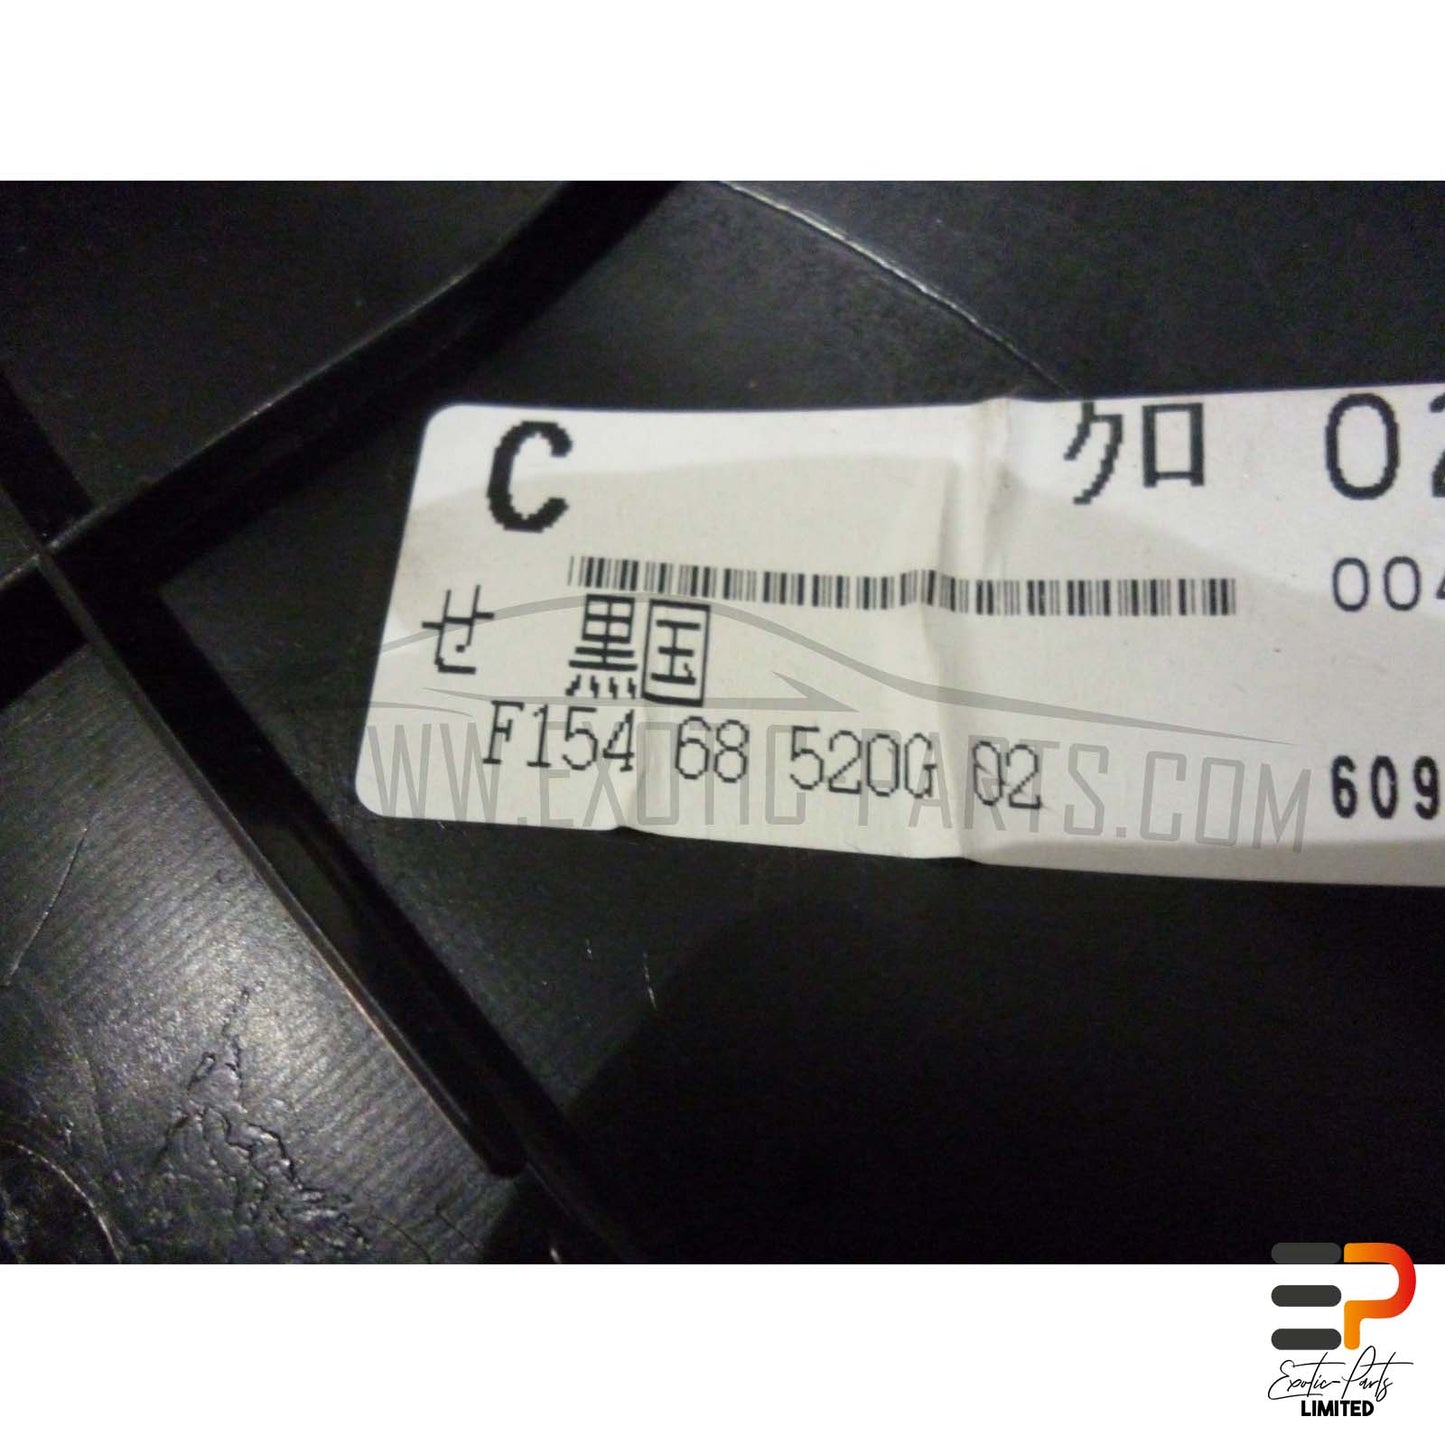 C クロ 02
004
せ 黒国
F154 68 520G 02 609
WWW.EXOTIC-PARTS.COM
EP
Exotic-Parts
LIMITED